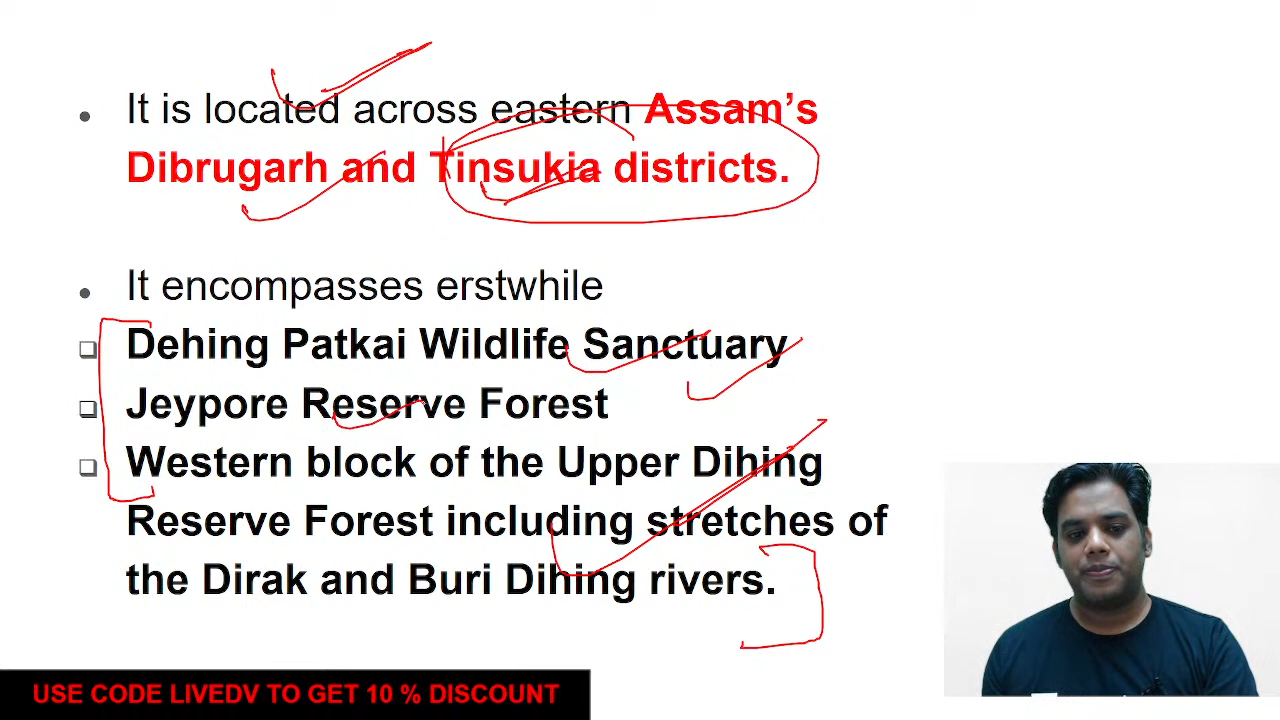 It is located across eastern Assam’s
Dibrugarh and Tinsukia districts.
It encompasses erstwhile
Dehing Patkai Wildlife Sanctuary
Jeypore Reserve Forest
Western block of the Upper Dihing
Reserve Forest including stretches of
the Dirak and Buri Dihing rivers.
USE CODE LIVEDV TO GET 10 % DISCOUNT